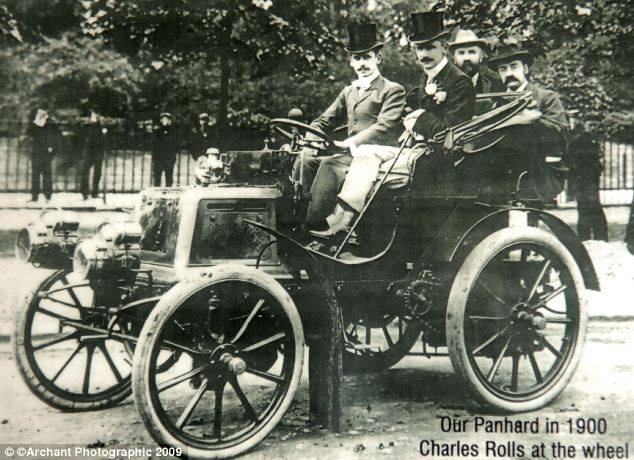 Our Panhard in 1900
Charles Rolls at the wheel
©©Archant Photographic 2009